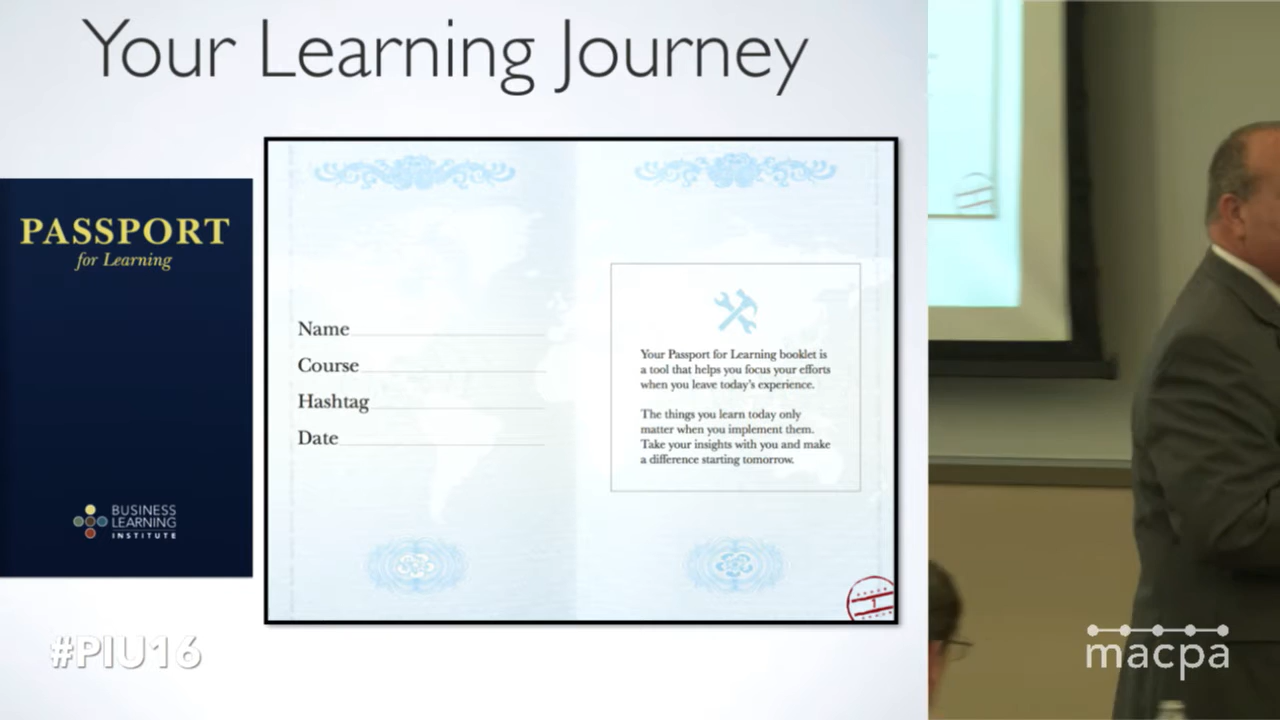 Your Learning Journey
PASSPORT
for Learning
BUSINESS
LEARNING
INSTITUTE
Name
Course
Hashtag
Date
Your Passport for Learning booklet is
a tool that helps you focus your efforts
when you leave today's experience.
The things you learn today only
matter when you implement them.
Take your insights with you and make
a difference starting tomorrow.
1
#PIU16
macpa